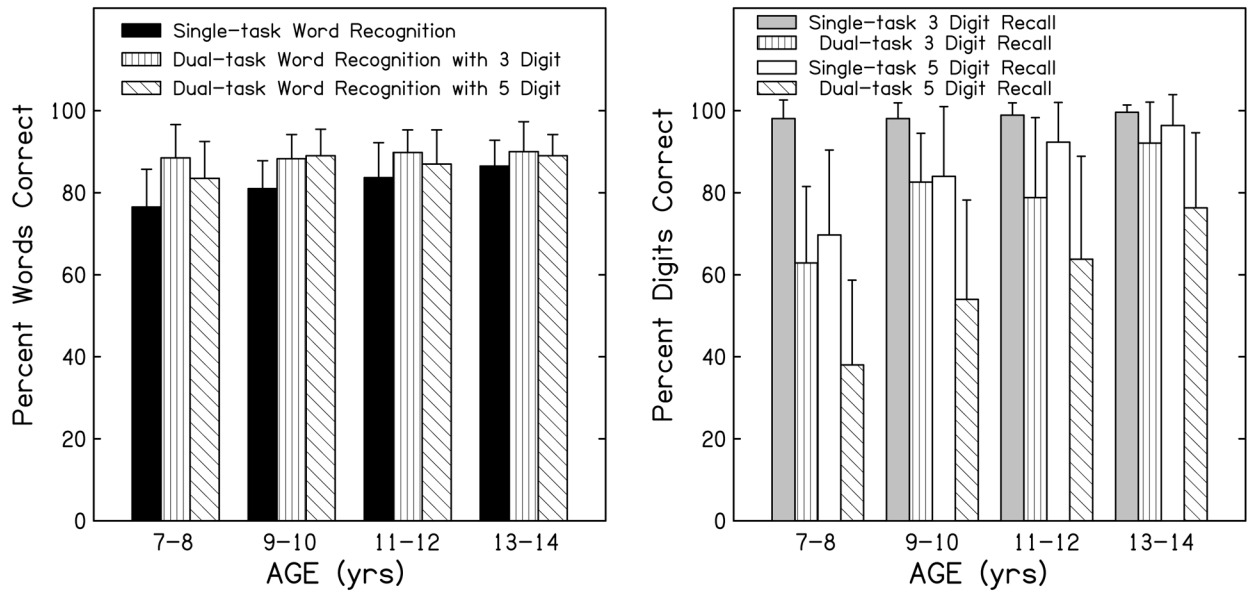 Single-task Word Recognition
Dual-task Word Recognition with 3 Digit
Dual-task Word Recognition with 5 Digit
Percent Words Correct
100
80
60
40
20
0
7-8 9-10 11-12 13-14
AGE (yrs)
Single-task 3 Digit Recall
Dual-task 3 Digit Recall
Single-task 5 Digit Recall
Dual-task 5 Digit Recall
Percent Digits Correct
100
80
60
40
20
0
7-8 9-10 11-12 13-14
AGE (yrs)